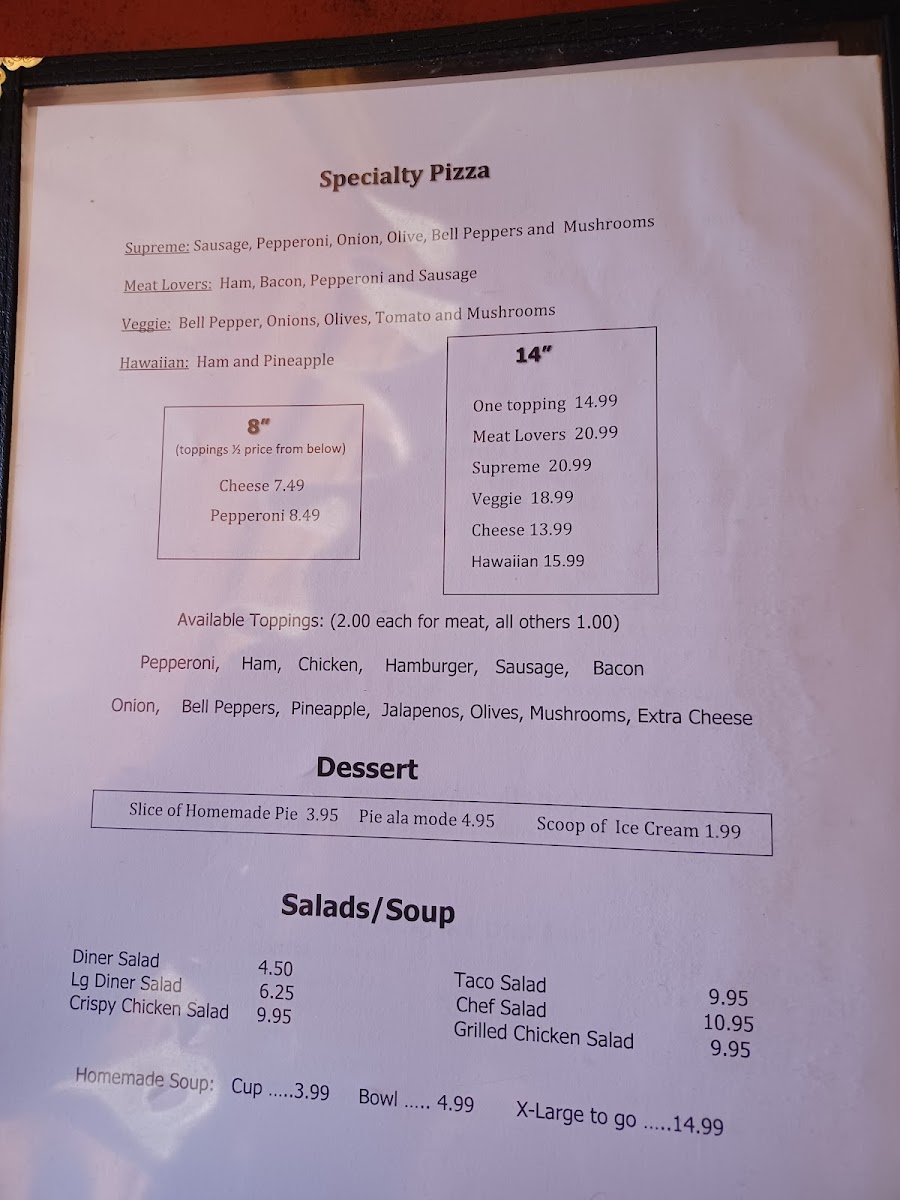 Specialty Pizza
Supreme: Sausage, Pepperoni, Onion, Olive, Bell Peppers and Mushrooms
Meat Lovers: Ham, Bacon, Pepperoni and Sausage
Veggie: Bell Pepper, Onions, Olives, Tomato and Mushrooms
Hawaiian: Ham and Pineapple
8"
(toppings ½ price from below)
Cheese 7.49
Pepperoni 8.49
14"
One topping 14.99
Meat Lovers 20.99
Supreme 20.99
Veggie 18.99
Cheese 13.99
Hawaiian 15.99
Available Toppings: (2.00 each for meat, all others 1.00)
Pepperoni, Ham, Chicken, Hamburger, Sausage, Bacon
Onion, Bell Peppers, Pineapple, Jalapenos, Olives, Mushrooms, Extra Cheese
Dessert
Slice of Homemade Pie 3.95 Pie ala mode 4.95 Scoop of Ice Cream 1.99
Salads/Soup
Diner Salad 4.50
Lg Diner Salad 6.25
Crispy Chicken Salad 9.95
Taco Salad 9.95
Chef Salad 10.95
Grilled Chicken Salad 9.95
Homemade Soup: Cup .....3.99 Bowl ..... 4.99 X-Large to go .....14.99